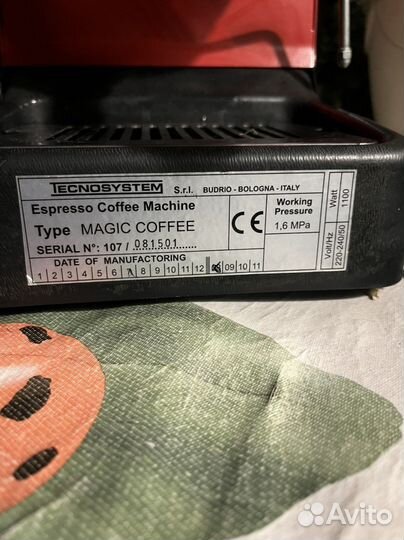 TECNOSYSTEM S.r.l. BUDRIO - BOLOGNA - ITALY
Espresso Coffee Machine
Type MAGIC COFFEE
SERIAL N°: 107 / 081501
DATE OF MANUFACTORING
1 2 3 4 5 6 7 8 9 10 11 12 09 10 11
CE
Working
Pressure
1,6 MPa
Volt/Hz Watt
220-240/50 1100
Avito